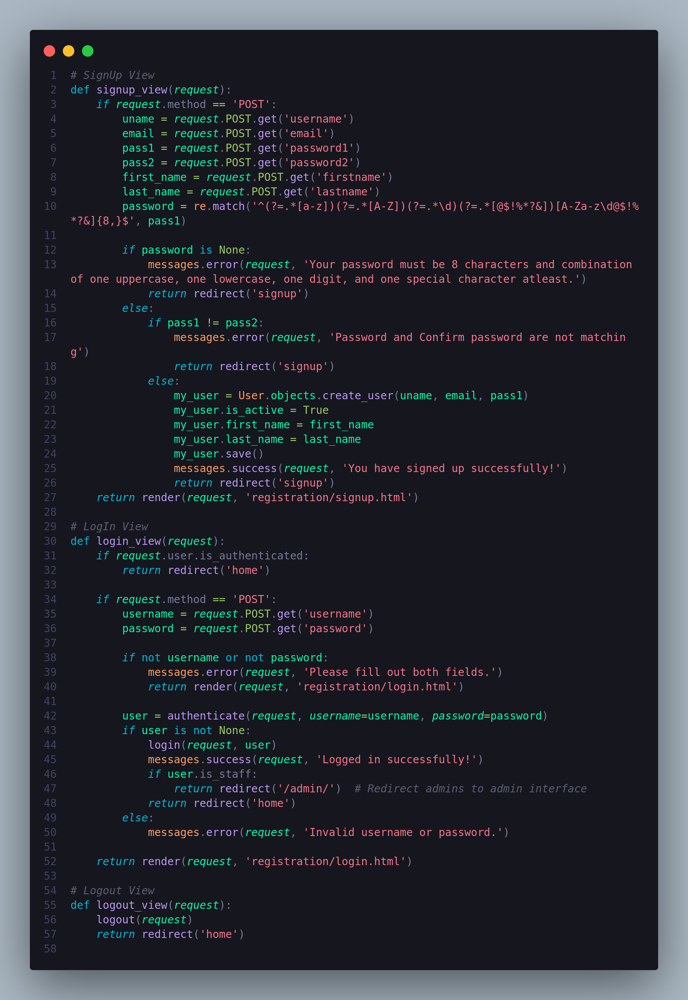 1 # SignUp View
2 def signup_view(request):
3     if request.method == 'POST':
4         uname = request.POST.get('username')
5         email = request.POST.get('email')
6         pass1 = request.POST.get('password1')
7         pass2 = request.POST.get('password2')
8         first_name = request.POST.get('firstname')
9         last_name = request.POST.get('lastname')
10         password = re.match('^(?=.*[a-z])(?=.*[A-Z])(?=.*\d)(?=.*[@$!%*?&])[A-Za-z\d@$!%
*?&]{8,}$', pass1)
11
12         if password is None:
13             messages.error(request, 'Your password must be 8 characters and combination
of one uppercase, one lowercase, one digit, and one special character atleast.')
14             return redirect('signup')
15         else:
16             if pass1 != pass2:
17                 messages.error(request, 'Password and Confirm password are not matchin
g')
18                 return redirect('signup')
19             else:
20                 my_user = User.objects.create_user(uname, email, pass1)
21                 my_user.is_active = True
22                 my_user.first_name = first_name
23                 my_user.last_name = last_name
24                 my_user.save()
25                 messages.success(request, 'You have signed up successfully!')
26                 return redirect('signup')
27     return render(request, 'registration/signup.html')
28
29 # LogIn View
30 def login_view(request):
31     if request.user.is_authenticated:
32         return redirect('home')
33
34     if request.method == 'POST':
35         username = request.POST.get('username')
36         password = request.POST.get('password')
37
38         if not username or not password:
39             messages.error(request, 'Please fill out both fields.')
40             return render(request, 'registration/login.html')
41
42         user = authenticate(request, username=username, password=password)
43         if user is not None:
44             login(request, user)
45             messages.success(request, 'Logged in successfully!')
46             if user.is_staff:
47                 return redirect('/admin/')  # Redirect admins to admin interface
48             return redirect('home')
49         else:
50             messages.error(request, 'Invalid username or password.')
51
52     return render(request, 'registration/login.html')
53
54 # Logout View
55 def logout_view(request):
56     logout(request)
57     return redirect('home')
58